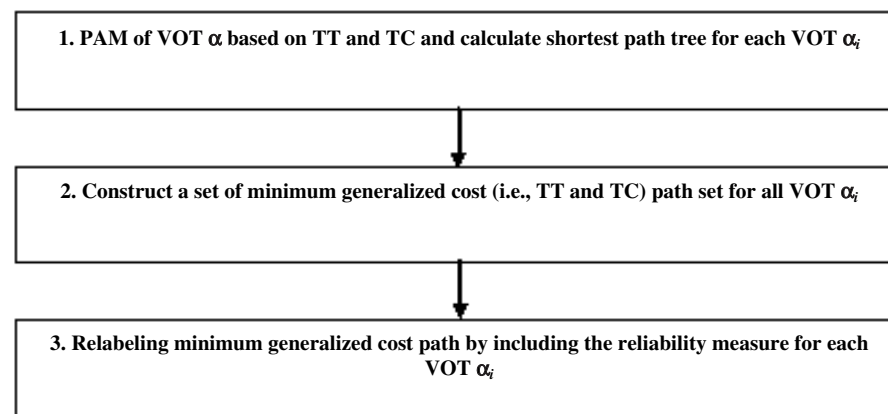 1. PAM of VOT α based on TT and TC and calculate shortest path tree for each VOT αi
2. Construct a set of minimum generalized cost (i.e., TT and TC) path set for all VOT αi
3. Relabeling minimum generalized cost path by including the reliability measure for each
VOT αi